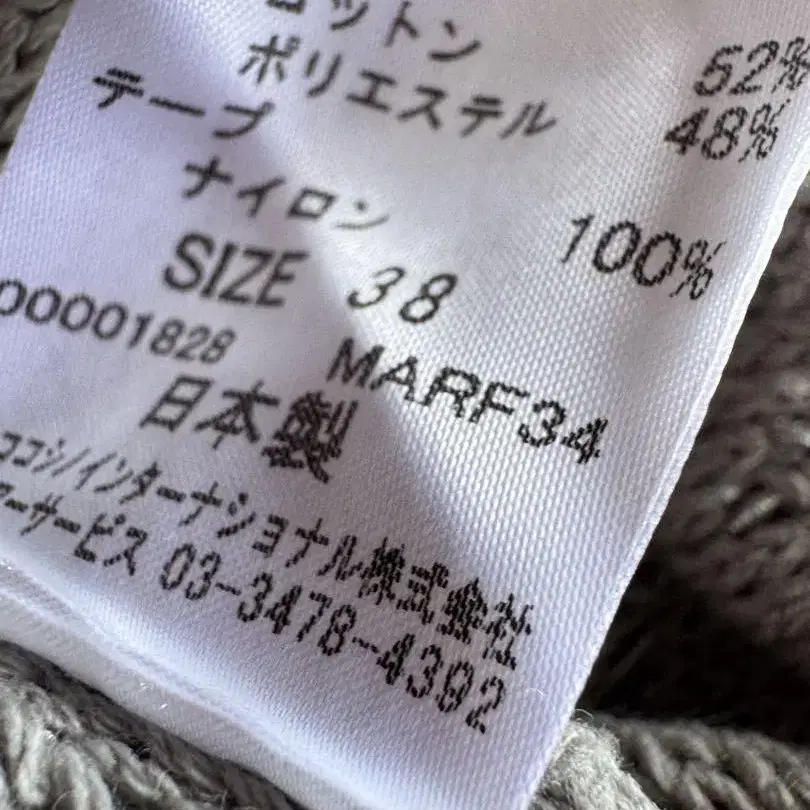 コットン 52%
ポリエステル 48%
テープ
ナイロン 100%
SIZE 38
00001828 MARF34
日本製
ココシノインターナショナル株式会社
サービス 03-3478-4392